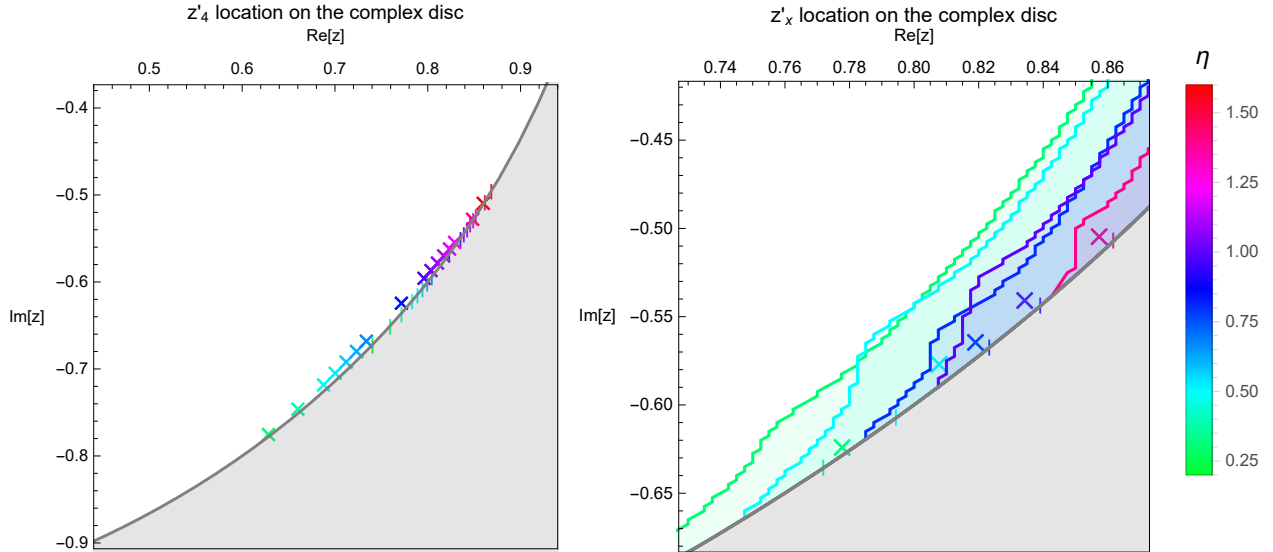 z'4 location on the complex disc
Re[z]
0.5 0.6 0.7 0.8 0.9
−0.4
−0.5
−0.6
Im[z]
−0.7
−0.8
−0.9
z'x location on the complex disc
Re[z]
0.74 0.76 0.78 0.80 0.82 0.84 0.86
−0.45
−0.50
−0.55
Im[z]
−0.60
−0.65
η
1.50
1.25
1.00
0.75
0.50
0.25